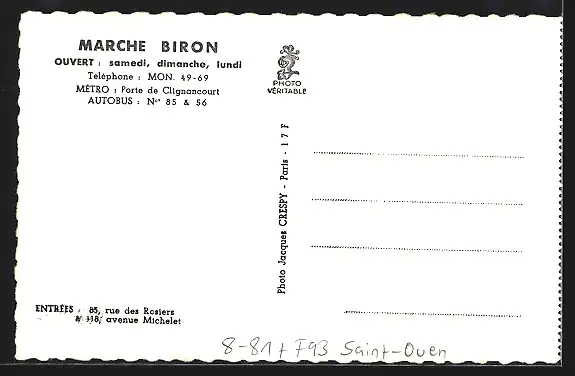 MARCHE BIRON
OUVERT : samedi, dimanche, lundi
Téléphone : MON. 49-69
MÉTRO : Porte de Clignancourt
AUTOBUS : Nos 85 & 56
PHOTO
VÉRITABLE
Photo Jacques CRESPY - Paris - 17 F
ENTRÉES : 85, rue des Rosiers
118, avenue Michelet
8-81+ F93 Saint-Ouen